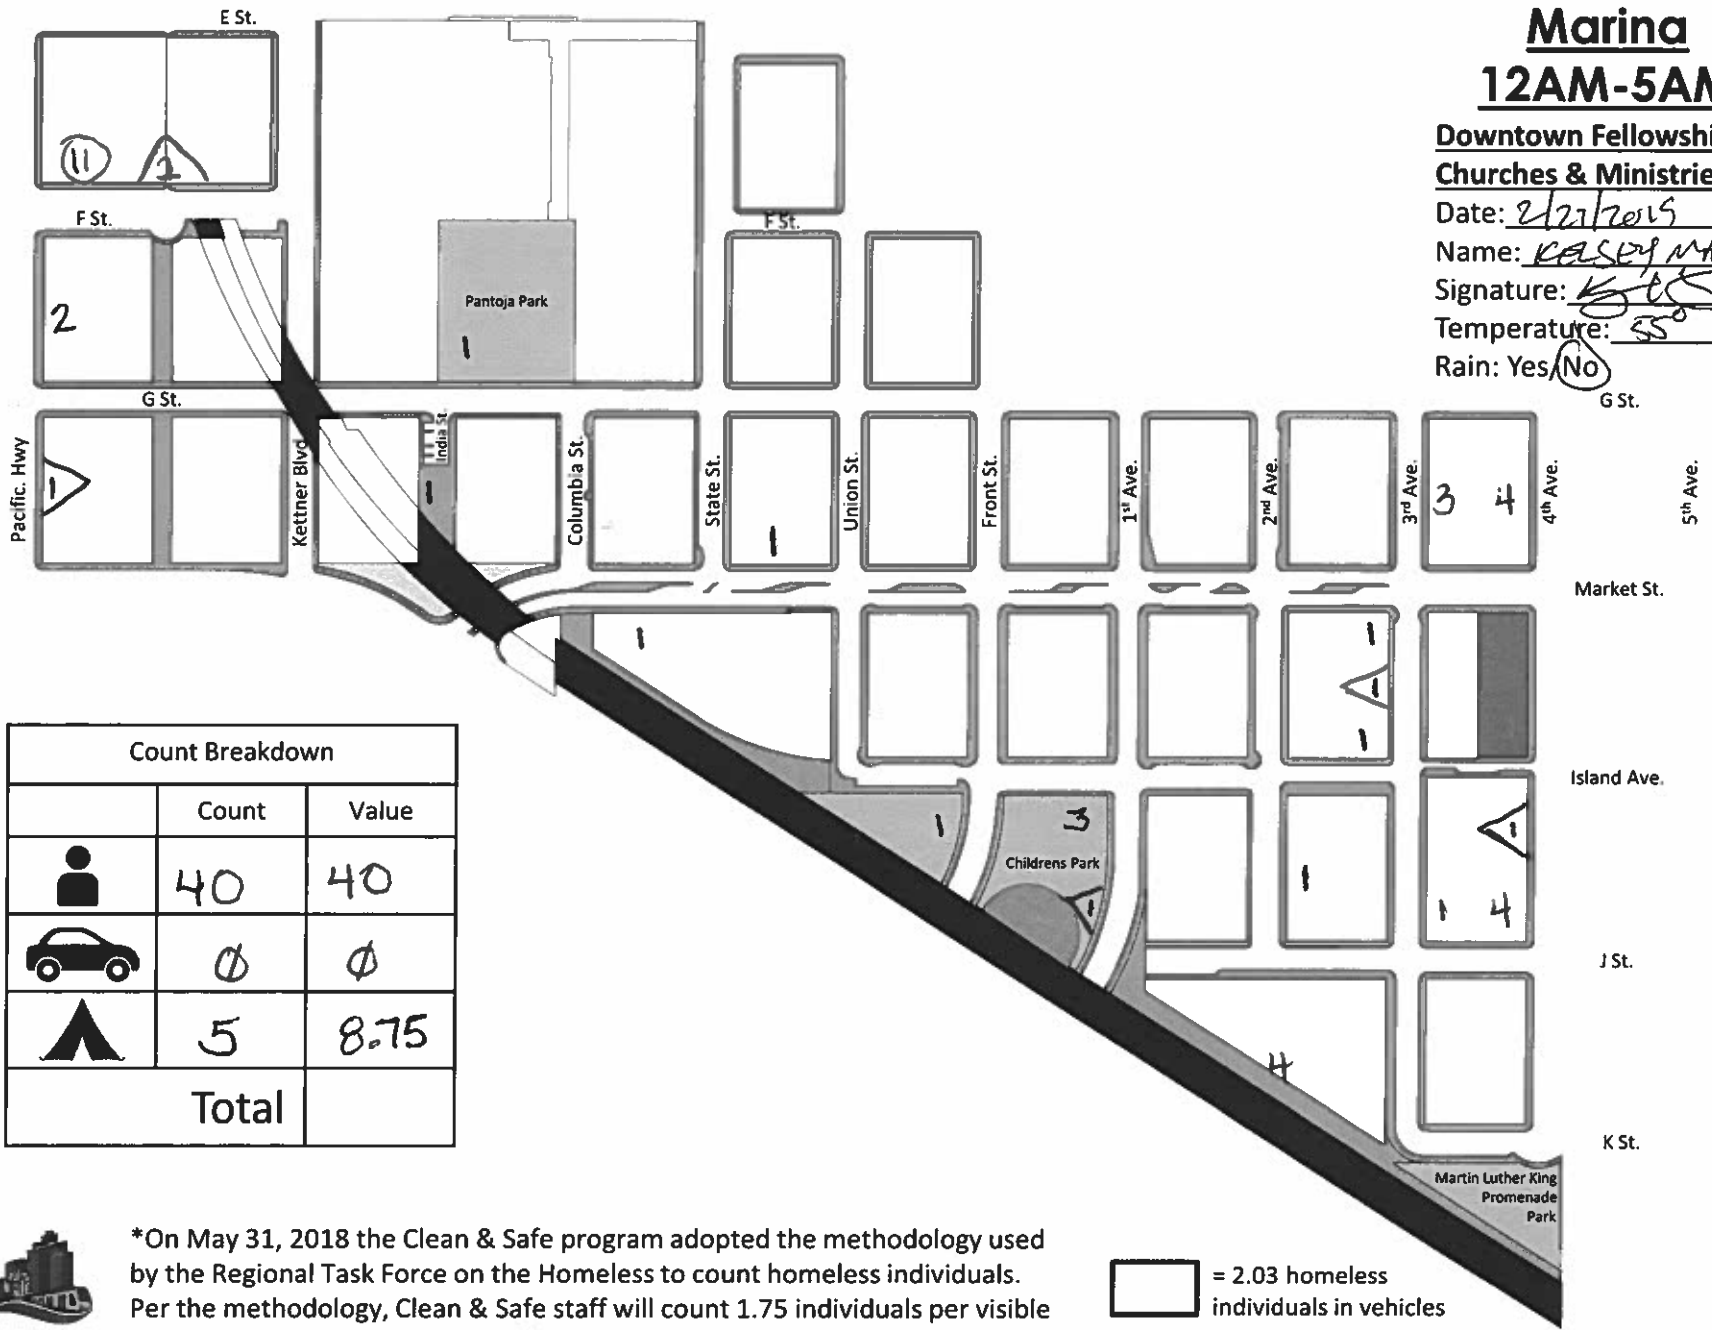 E St.
Marina
12AM-5AM
Downtown Fellowshi
Churches & Ministrie
Date: 2/27/2019
Name: KELSEY
Signature:
Temperature: 55°
Rain: Yes/No
11
1
F St.
F St.
2
Pantoja Park
1
G St.
G St.
Pacific. Hwy
Kettner Blvd
India St.
Columbia St.
State St.
Union St.
Front St.
1st Ave.
2nd Ave.
3rd Ave.
4th Ave.
5th Ave.
1
1
1
3 4
Market St.
1
1
1
1
Island Ave.
1
3
Childrens Park
1
1
1
1 4
J St.
4
K St.
Martin Luther King
Promenade
Park
Count Breakdown
Count Value
40 40
Ø Ø
5 8.75
Total
*On May 31, 2018 the Clean & Safe program adopted the methodology used
by the Regional Task Force on the Homeless to count homeless individuals.
Per the methodology, Clean & Safe staff will count 1.75 individuals per visible
= 2.03 homeless
individuals in vehicles